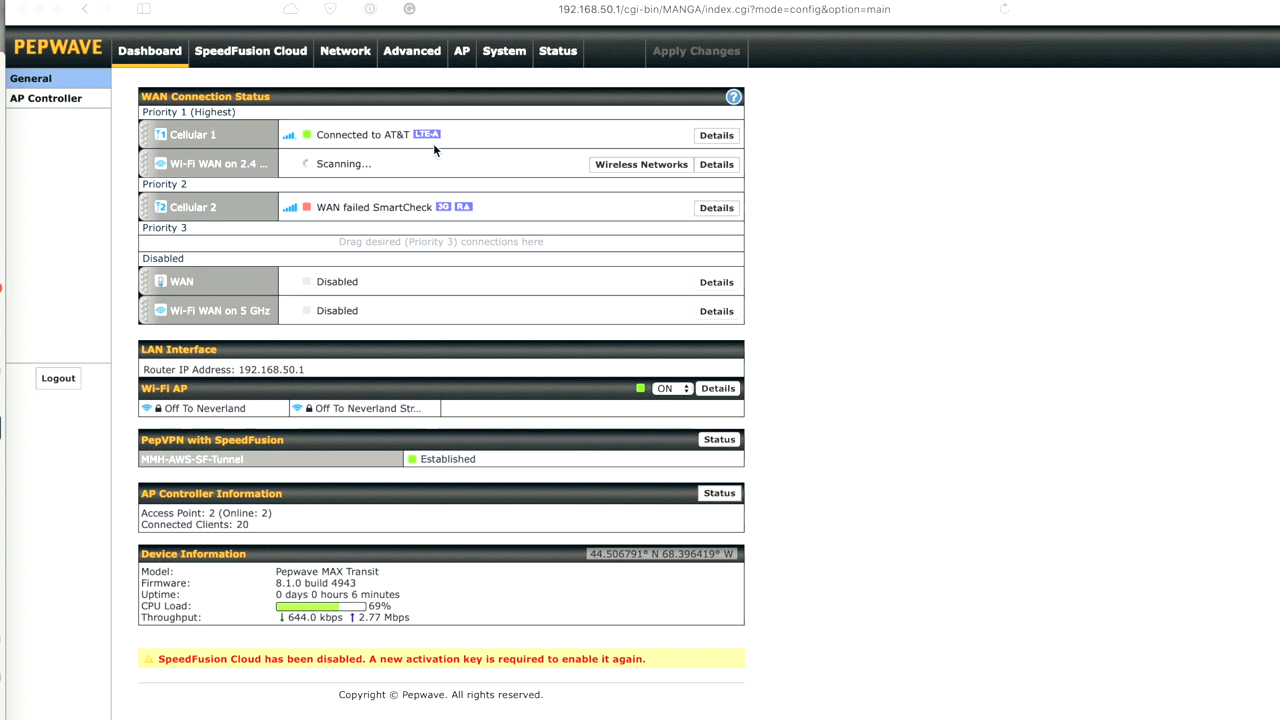 192.168.50.1/cgi-bin/MANGA/index.cgi?mode=config&option=main
PEPWAVE
Dashboard SpeedFusion Cloud Network Advanced AP System Status Apply Changes
General
AP Controller
Logout
WAN Connection Status ?
Priority 1 (Highest)
1 Cellular 1 Connected to AT&T LTE-A Details
Wi-Fi WAN on 2.4 ... Scanning... Wireless Networks Details
Priority 2
2 Cellular 2 WAN failed SmartCheck 3G R Details
Priority 3
Drag desired (Priority 3) connections here
Disabled
WAN Disabled Details
Wi-Fi WAN on 5 GHz Disabled Details
LAN Interface
Router IP Address: 192.168.50.1
Wi-Fi AP ON Details
Off To Neverland Off To Neverland Str...
PepVPN with SpeedFusion Status
MMH-AWS-SF-Tunnel Established
AP Controller Information Status
Access Point: 2 (Online: 2)
Connected Clients: 20
Device Information 44.506791° N 68.396419° W
Model: Pepwave MAX Transit
Firmware: 8.1.0 build 4943
Uptime: 0 days 0 hours 6 minutes
CPU Load: 69%
Throughput: ↓ 644.0 kbps ↑ 2.77 Mbps
SpeedFusion Cloud has been disabled. A new activation key is required to enable it again.
Copyright © Pepwave. All rights reserved.